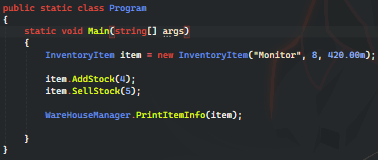 public static class Program
{
static void Main(string[] args)
{
InventoryItem item = new InventoryItem("Monitor", 8, 420.00m);
item.AddStock(4);
item.SellStock(5);
WareHouseManager.PrintItemInfo(item);
}
}